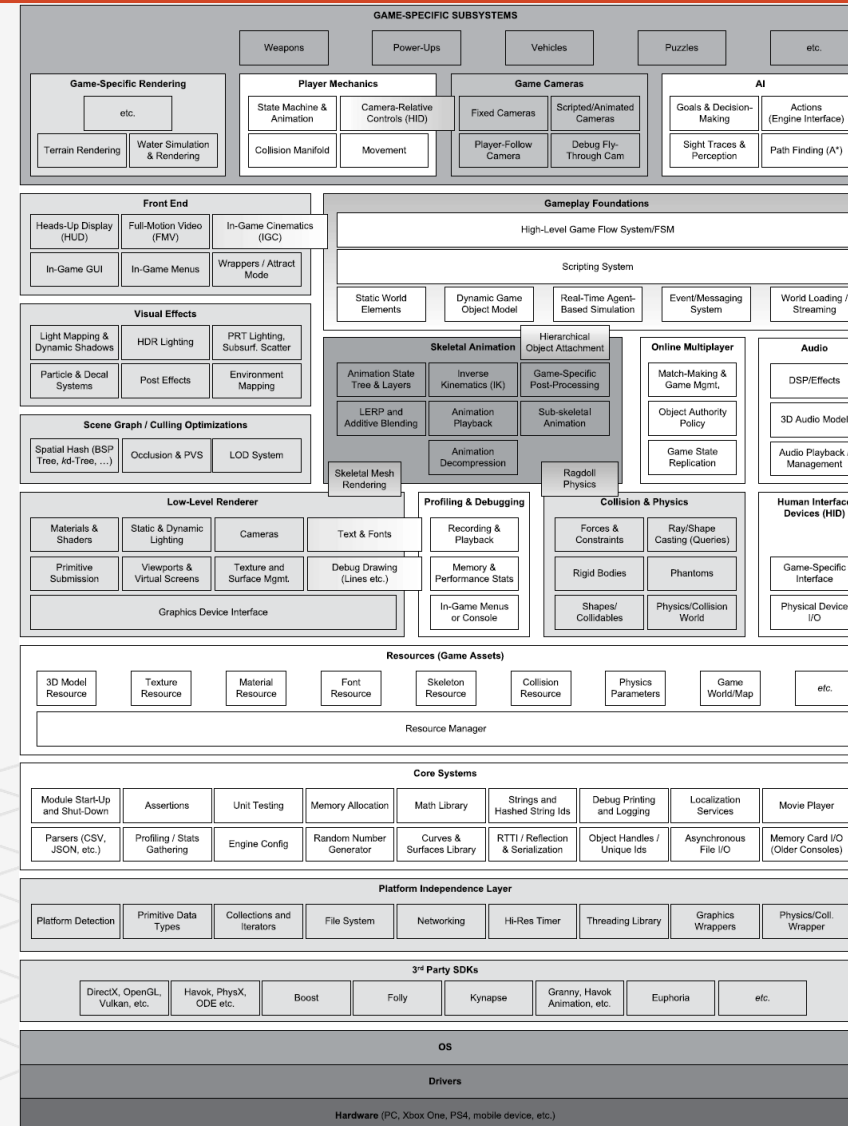 GAME-SPECIFIC SUBSYSTEMS
Weapons
Power-Ups
Vehicles
Puzzles
etc.
Game-Specific Rendering
etc.
Terrain Rendering
Water Simulation
& Rendering
Player Mechanics
State Machine &
Animation
Camera-Relative
Controls (HID)
Collision Manifold
Movement
Game Cameras
Fixed Cameras
Scripted/Animated
Cameras
Player-Follow
Camera
Debug Fly-
Through Cam
AI
Goals & Decision-
Making
Actions
(Engine Interface)
Sight Traces &
Perception
Path Finding (A*)
Front End
Heads-Up Display
(HUD)
Full-Motion Video
(FMV)
In-Game Cinematics
(IGC)
In-Game GUI
In-Game Menus
Wrappers / Attract
Mode
Gameplay Foundations
High-Level Game Flow System/FSM
Scripting System
Static World
Elements
Dynamic Game
Object Model
Real-Time Agent-
Based Simulation
Event/Messaging
System
World Loading /
Streaming
Visual Effects
Light Mapping &
Dynamic Shadows
HDR Lighting
PRT Lighting,
Subsurf. Scatter
Particle & Decal
Systems
Post Effects
Environment
Mapping
Skeletal Animation
Hierarchical
Object Attachment
Animation State
Tree & Layers
Inverse
Kinematics (IK)
Game-Specific
Post-Processing
LERP and
Additive Blending
Animation
Playback
Sub-skeletal
Animation
Animation
Decompression
Skeletal Mesh
Rendering
Ragdoll
Physics
Online Multiplayer
Match-Making &
Game Mgmt.
Object Authority
Policy
Game State
Replication
Audio
DSP/Effects
3D Audio Model
Audio Playback /
Management
Scene Graph / Culling Optimizations
Spatial Hash (BSP
Tree, kd-Tree, …)
Occlusion & PVS
LOD System
Low-Level Renderer
Materials &
Shaders
Static & Dynamic
Lighting
Cameras
Text & Fonts
Primitive
Submission
Viewports &
Virtual Screens
Texture and
Surface Mgmt.
Debug Drawing
(Lines etc.)
Graphics Device Interface
Profiling & Debugging
Recording &
Playback
Memory &
Performance Stats
In-Game Menus
or Console
Collision & Physics
Forces &
Constraints
Ray/Shape
Casting (Queries)
Rigid Bodies
Phantoms
Shapes/
Collidables
Physics/Collision
World
Human Interface
Devices (HID)
Game-Specific
Interface
Physical Device
I/O
Resources (Game Assets)
3D Model
Resource
Texture
Resource
Material
Resource
Font
Resource
Skeleton
Resource
Collision
Resource
Physics
Parameters
Game
World/Map
etc.
Resource Manager
Core Systems
Module Start-Up
and Shut-Down
Assertions
Unit Testing
Memory Allocation
Math Library
Strings and
Hashed String Ids
Debug Printing
and Logging
Localization
Services
Movie Player
Parsers (CSV,
JSON, etc.)
Profiling / Stats
Gathering
Engine Config
Random Number
Generator
Curves &
Surfaces Library
RTTI / Reflection
& Serialization
Object Handles /
Unique Ids
Asynchronous
File I/O
Memory Card I/O
(Older Consoles)
Platform Independence Layer
Platform Detection
Primitive Data
Types
Collections and
Iterators
File System
Networking
Hi-Res Timer
Threading Library
Graphics
Wrappers
Physics/Coll.
Wrapper
3rd Party SDKs
DirectX, OpenGL,
Vulkan, etc.
Havok, PhysX,
ODE etc.
Boost
Folly
Kynapse
Granny, Havok
Animation, etc.
Euphoria
etc.
OS
Drivers
Hardware (PC, Xbox One, PS4, mobile device, etc.)